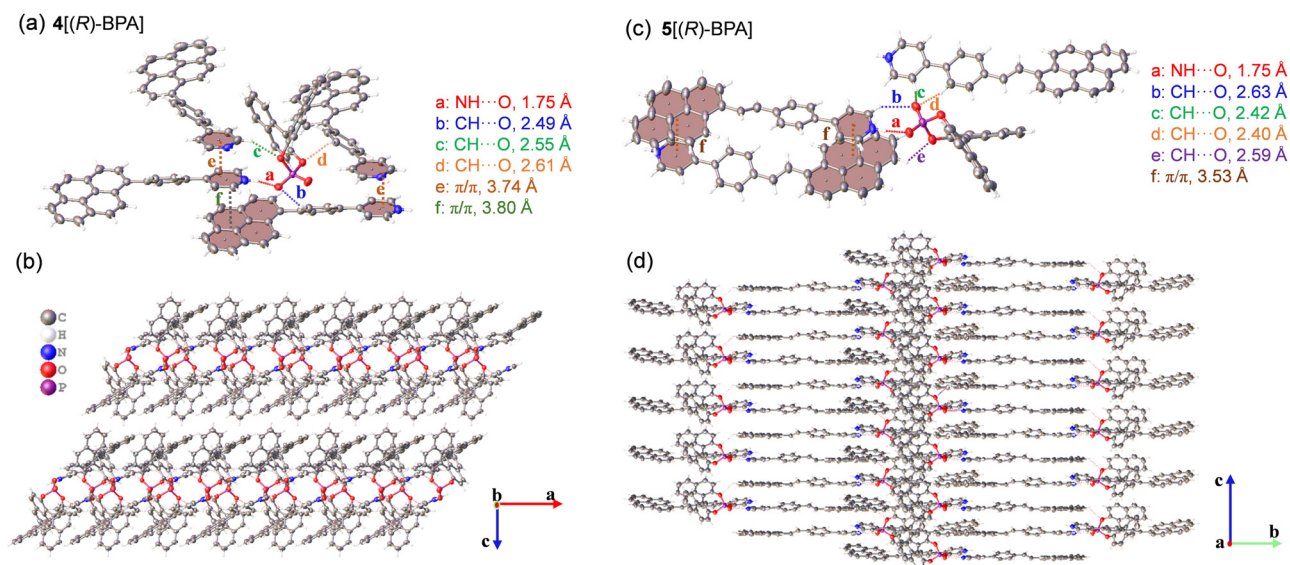 (a) 4[(R)-BPA]
c
d
e
a
e
f
b
a: NH···O, 1.75 Å
b: CH···O, 2.49 Å
c: CH···O, 2.55 Å
d: CH···O, 2.61 Å
e: π/π, 3.74 Å
f: π/π, 3.80 Å
(b)
C
H
N
O
P
b
a
c
(c) 5[(R)-BPA]
c
b
d
f
a
f
e
a: NH···O, 1.75 Å
b: CH···O, 2.63 Å
c: CH···O, 2.42 Å
d: CH···O, 2.40 Å
e: CH···O, 2.59 Å
f: π/π, 3.53 Å
(d)
c
b
a